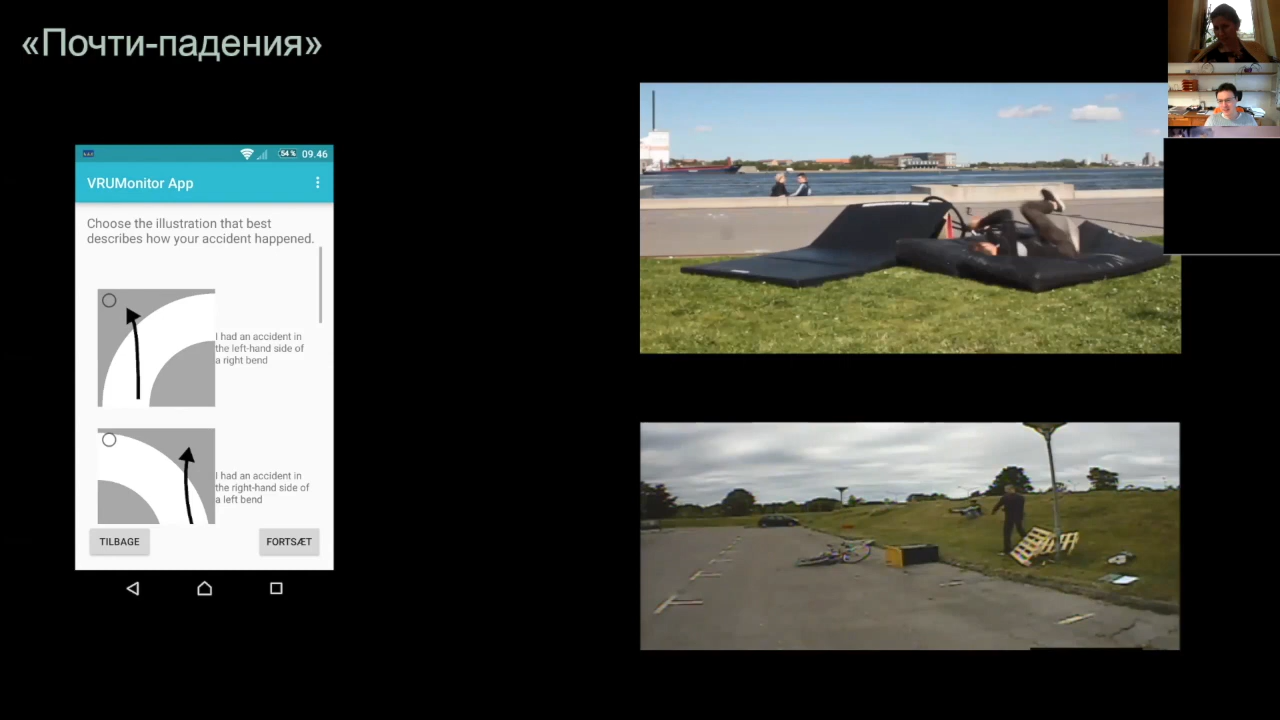 «Почти-падения»
54 % 09.46
VRUMonitor App
Choose the illustration that best
describes how your accident happened.
I had an accident in
the left-hand side of
a right bend
I had an accident in
the right-hand side of
a left bend
TILBAGE
FORTSÆT